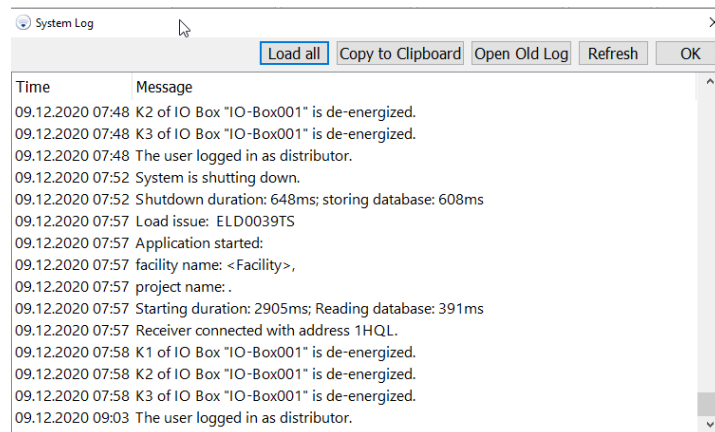 System Log
Load all Copy to Clipboard Open Old Log Refresh OK
Time Message
09.12.2020 07:48 K2 of IO Box "IO-Box001" is de-energized.
09.12.2020 07:48 K3 of IO Box "IO-Box001" is de-energized.
09.12.2020 07:48 The user logged in as distributor.
09.12.2020 07:52 System is shutting down.
09.12.2020 07:52 Shutdown duration: 648ms; storing database: 608ms
09.12.2020 07:57 Load issue: ELD0039TS
09.12.2020 07:57 Application started:
09.12.2020 07:57 facility name: <Facility>,
09.12.2020 07:57 project name: .
09.12.2020 07:57 Starting duration: 2905ms; Reading database: 391ms
09.12.2020 07:57 Receiver connected with address 1HQL.
09.12.2020 07:58 K1 of IO Box "IO-Box001" is de-energized.
09.12.2020 07:58 K2 of IO Box "IO-Box001" is de-energized.
09.12.2020 07:58 K3 of IO Box "IO-Box001" is de-energized.
09.12.2020 09:03 The user logged in as distributor.